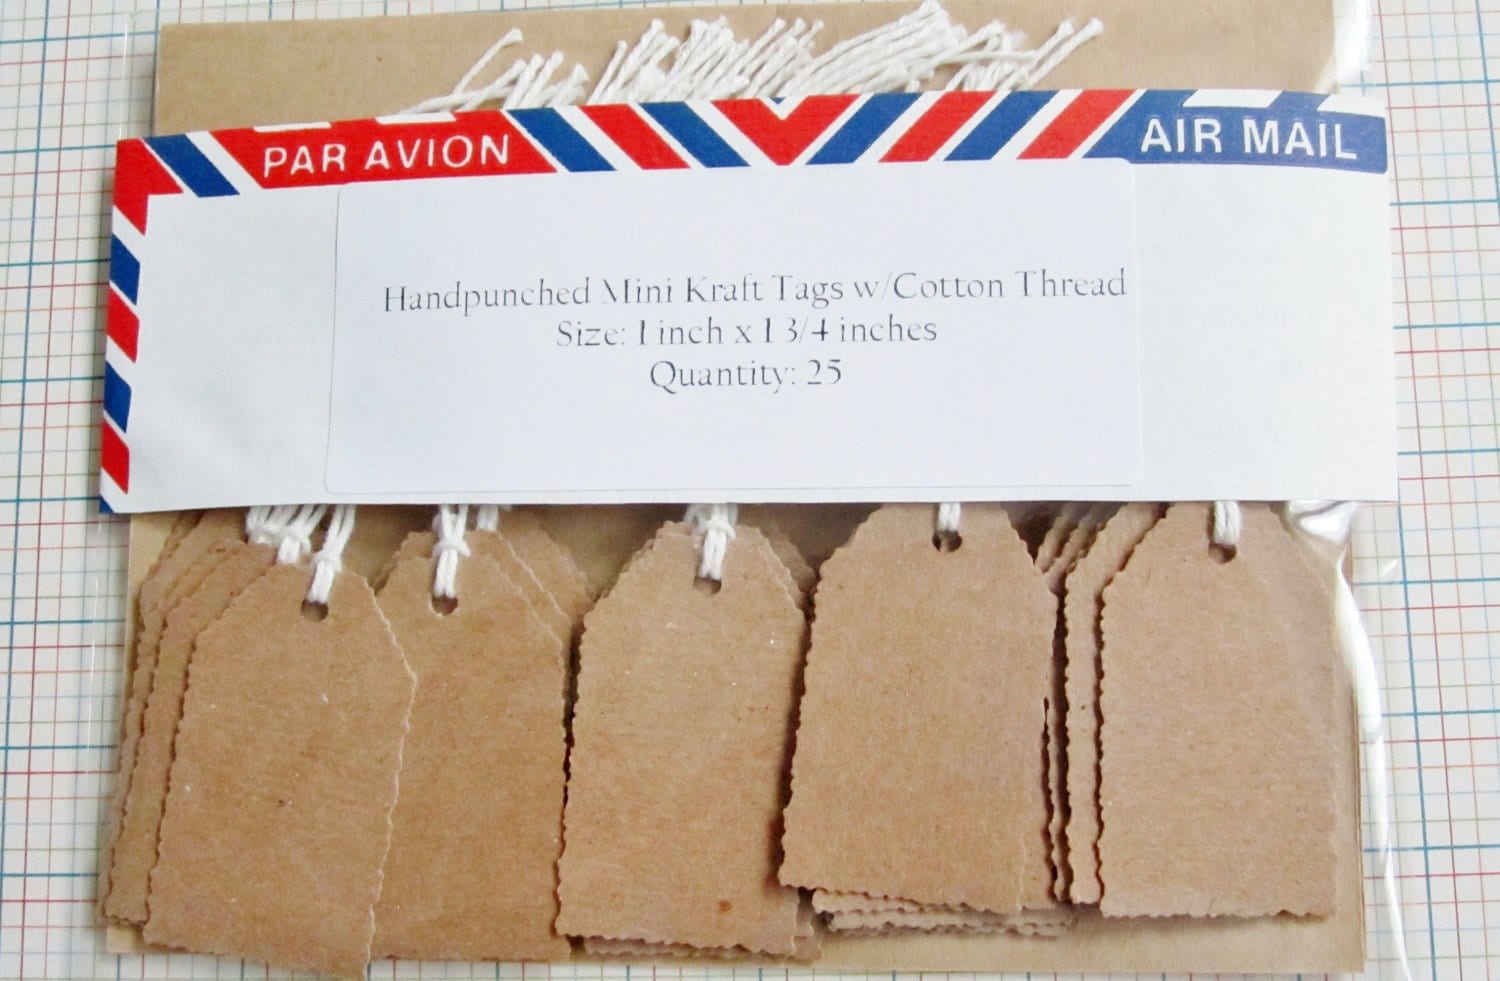 PAR AVION
AIR MAIL
Handpunched Mini Kraft Tags w/Cotton Thread
Size: 1 inch x 1 3/4 inches
Quantity: 25